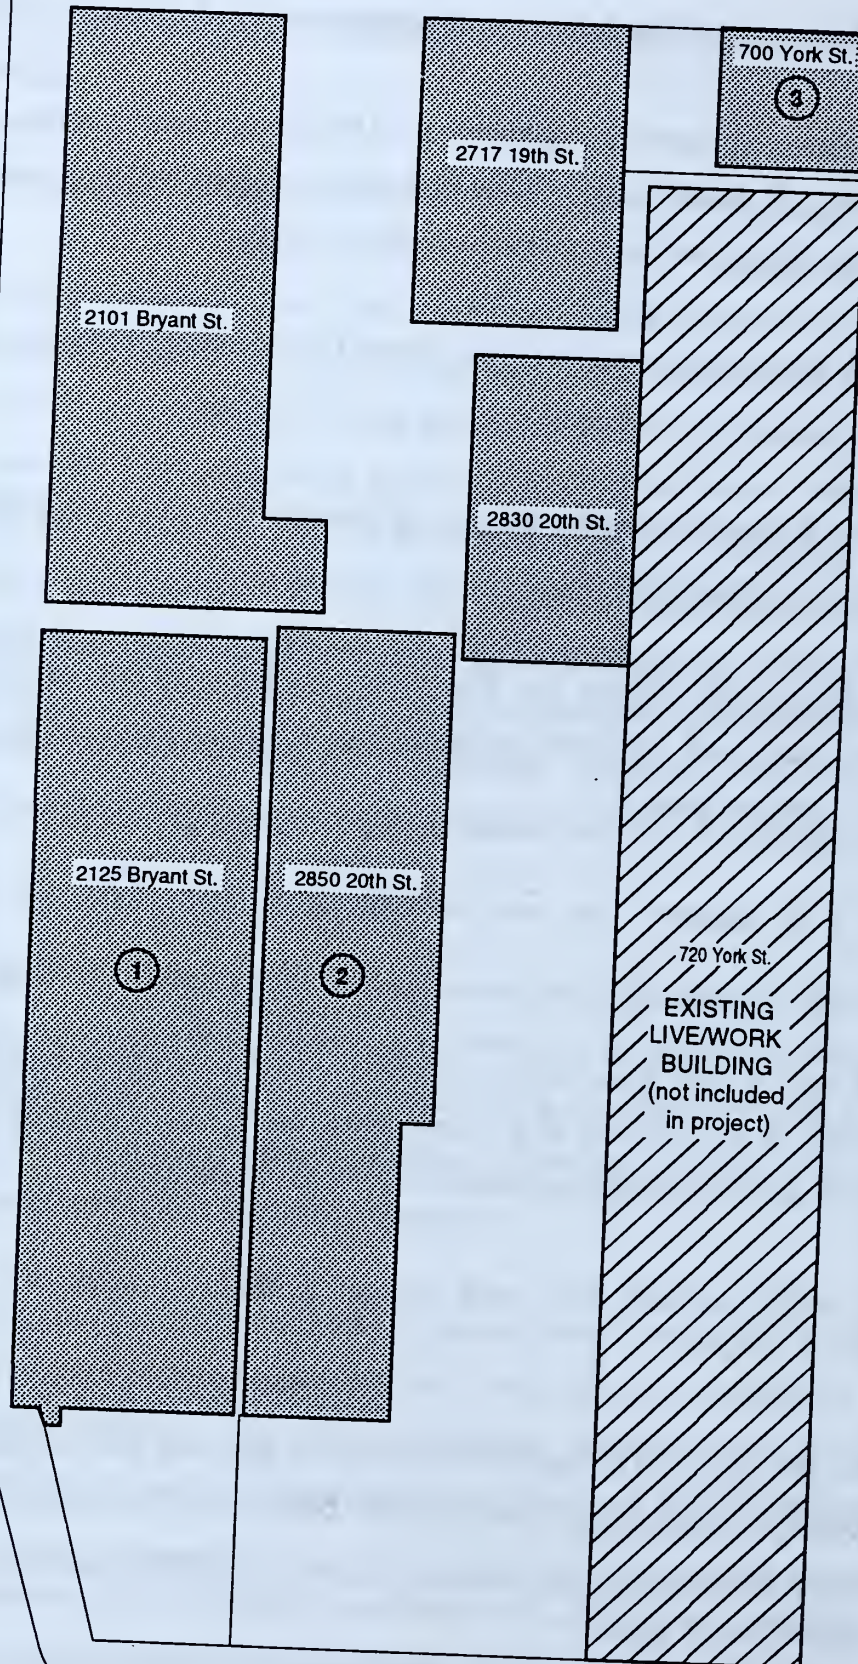 700 York St.
3
2717 19th St.
2101 Bryant St.
2830 20th St.
2125 Bryant St.
2850 20th St.
1
2
720 York St.
EXISTING
LIVE/WORK
BUILDING
(not included
in project)